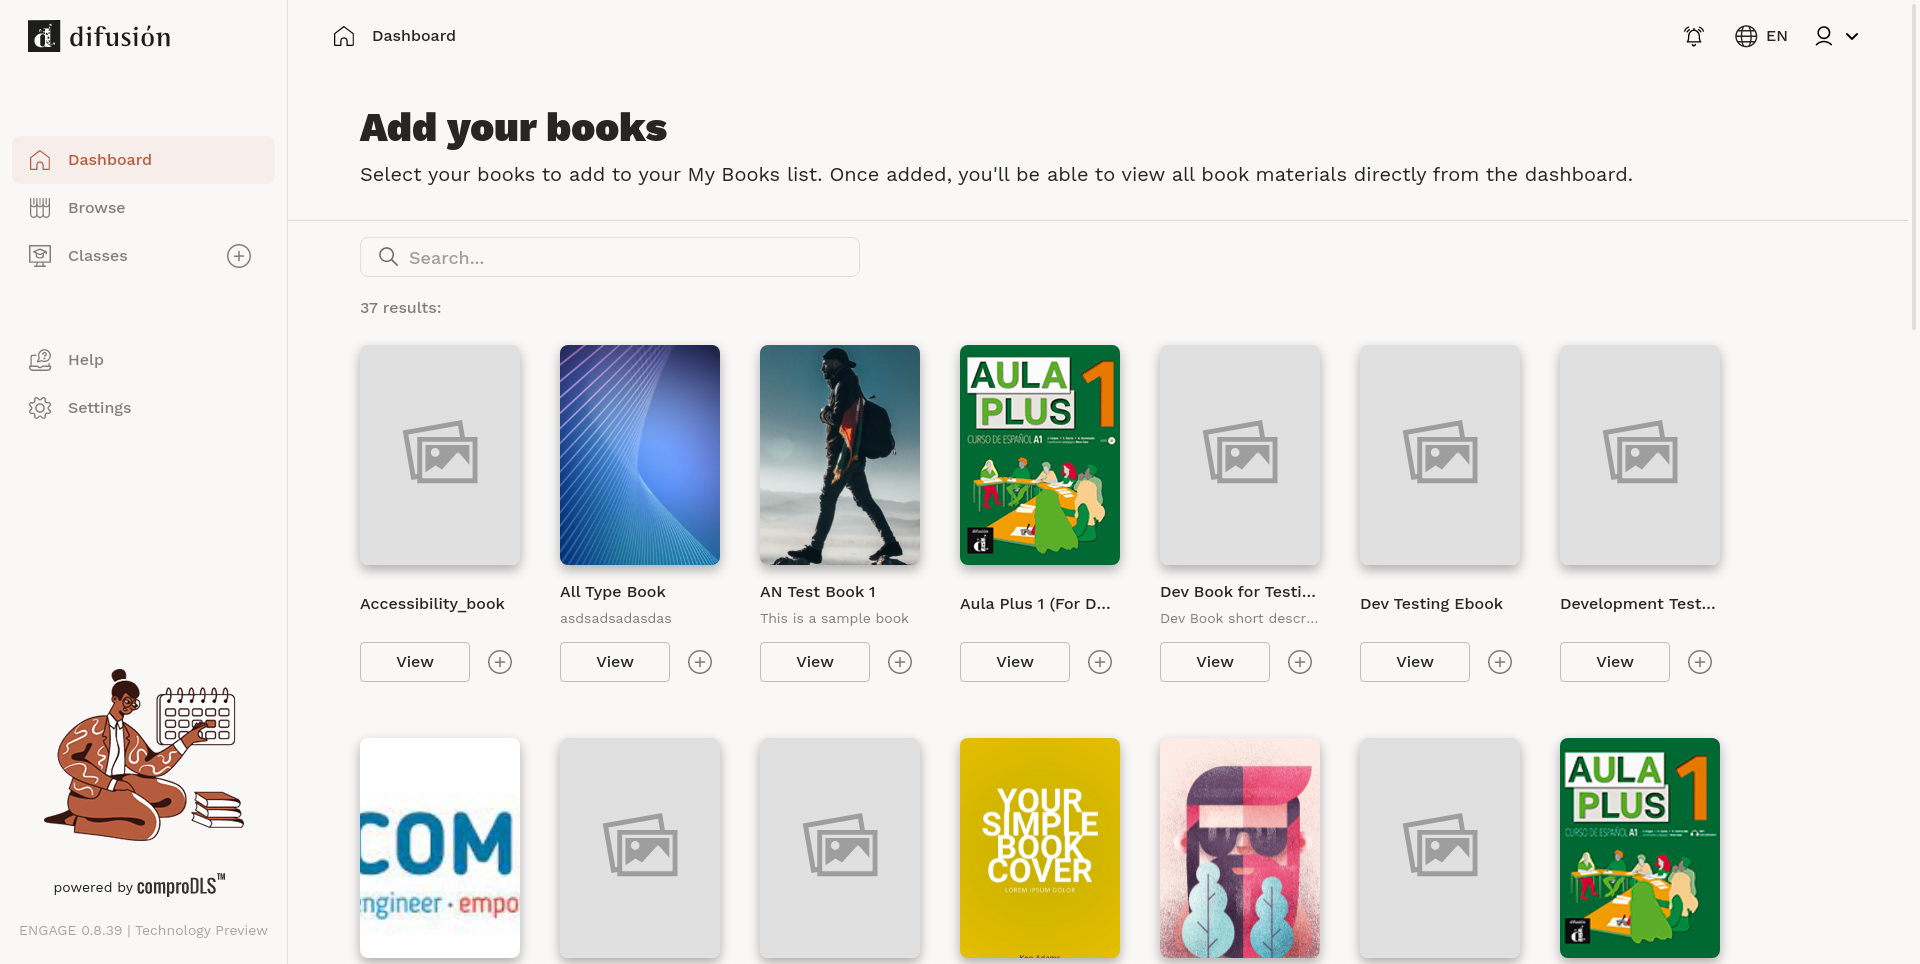 difusión
Dashboard
EN
Dashboard
Browse
Classes
Help
Settings
powered by comproDLS™
ENGAGE 0.8.39 | Technology Preview
Add your books
Select your books to add to your My Books list. Once added, you'll be able to view all book materials directly from the dashboard.
Search...
37 results:
AULA
PLUS 1
CURSO DE ESPAÑOL A1
difusión
Accessibility_book
All Type Book
asdsadsadasdas
AN Test Book 1
This is a sample book
Aula Plus 1 (For D...
Dev Book for Testi...
Dev Book short descr...
Dev Testing Ebook
Development Test...
View
View
View
View
View
View
View
COM
ngineer · empo
YOUR
SIMPLE
BOOK
COVER
LOREM IPSUM DOLOR
AULA
PLUS 1
CURSO DE ESPAÑOL A1